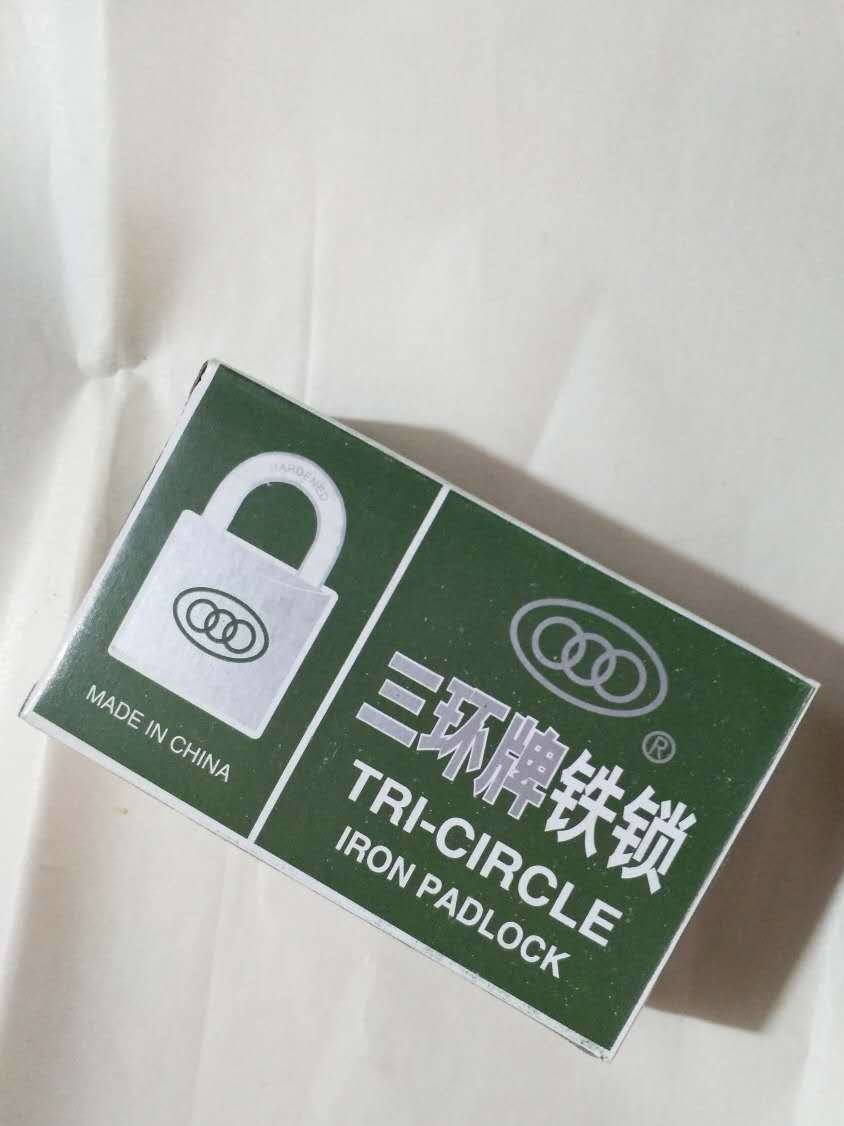 HARDENED
MADE IN CHINA
®
三环牌铁锁
TRI-CIRCLE
IRON PADLOCK